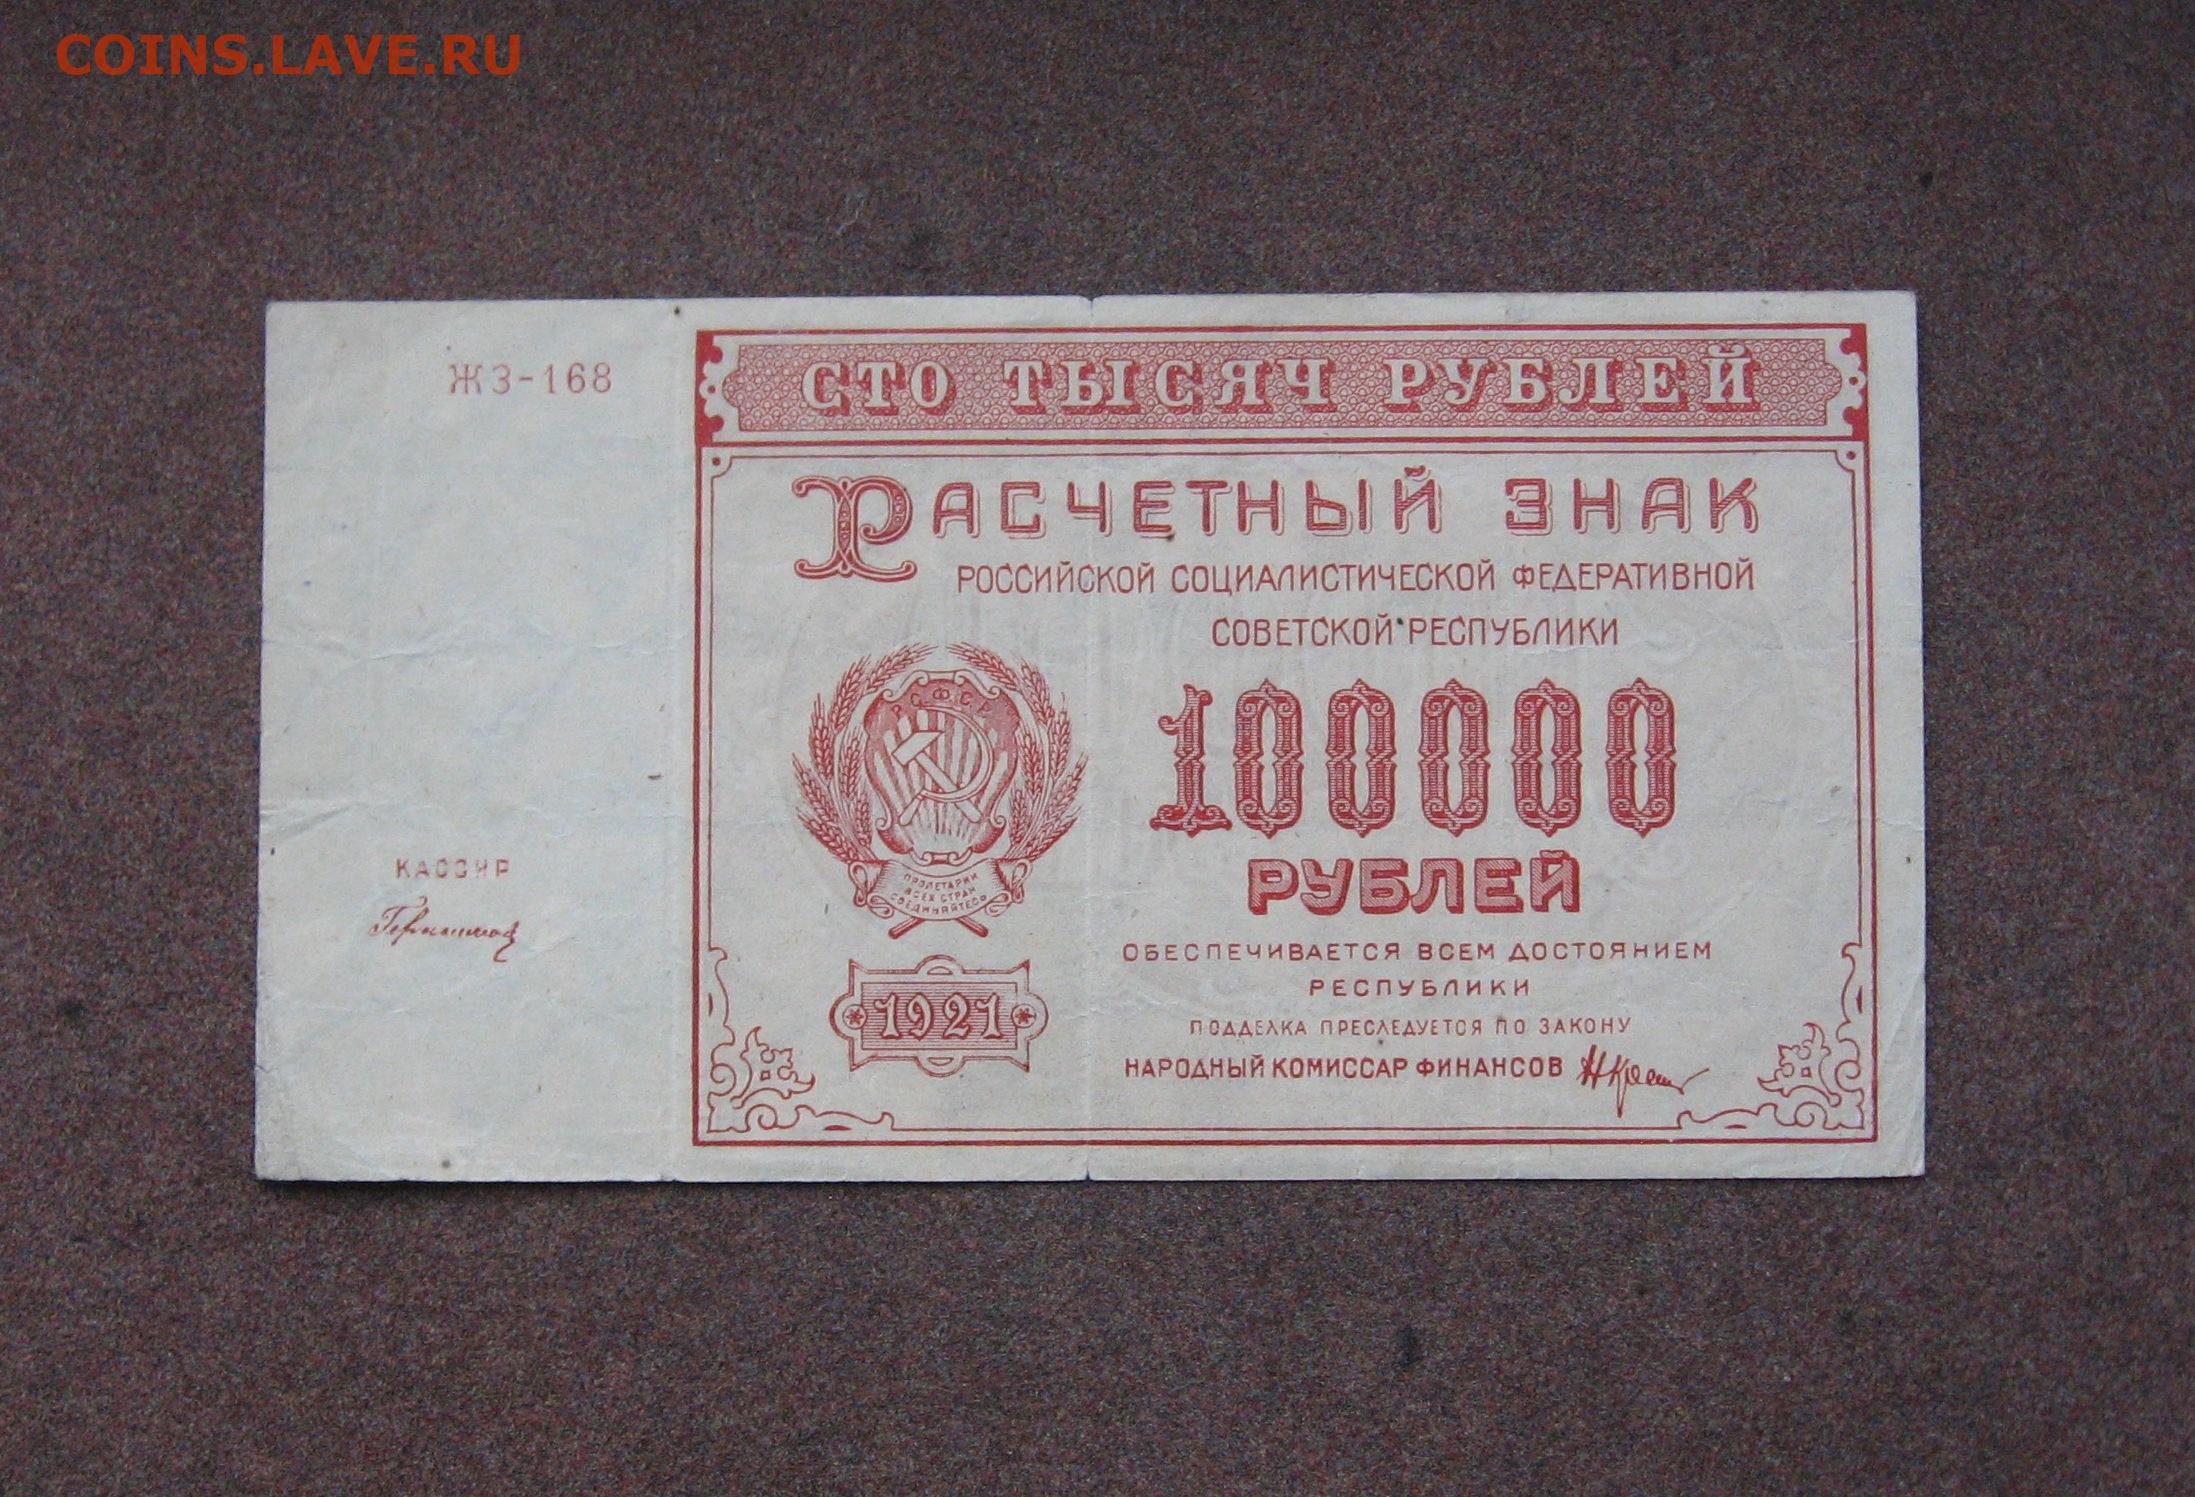 COINS.LAVE.RU
ЖЗ-168
СТО ТЫСЯЧ РУБЛЕЙ
РАСЧЕТНЫЙ ЗНАК
РОССИЙСКОЙ СОЦИАЛИСТИЧЕСКОЙ ФЕДЕРАТИВНОЙ
СОВЕТСКОЙ РЕСПУБЛИКИ
Р.С.Ф.С.Р.
100000
РУБЛЕЙ
ПРОЛЕТАРИИ
ВСЕХ СТРАН
СОЕДИНЯЙТЕСЬ
КАССИР
1921
ОБЕСПЕЧИВАЕТСЯ ВСЕМ ДОСТОЯНИЕМ
РЕСПУБЛИКИ
ПОДДЕЛКА ПРЕСЛЕДУЕТСЯ ПО ЗАКОНУ
НАРОДНЫЙ КОМИССАР ФИНАНСОВ